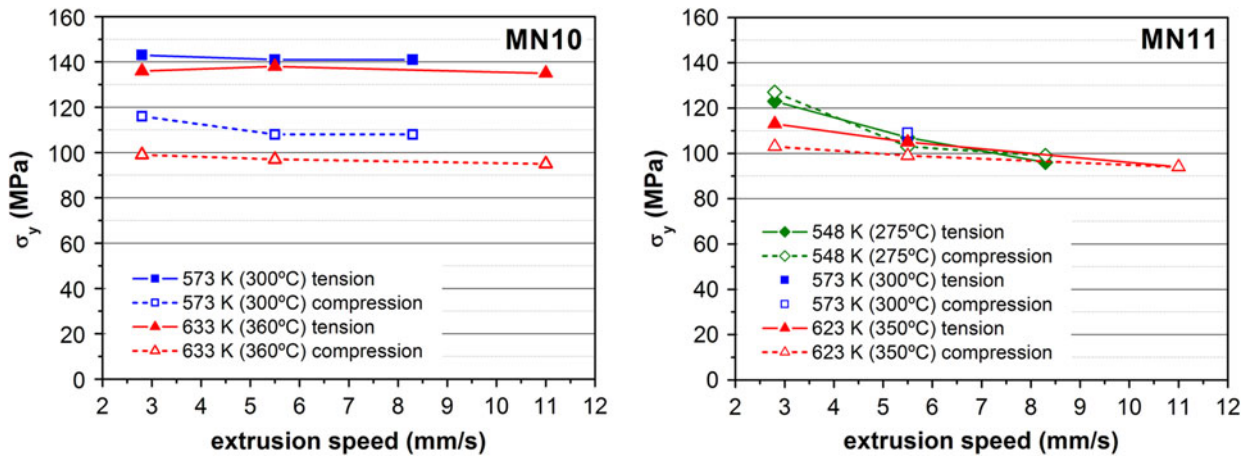 MN10
160
140
120
100
80
60
40
20
0
σy (MPa)
573 K (300ºC) tension
573 K (300ºC) compression
633 K (360ºC) tension
633 K (360ºC) compression
2 3 4 5 6 7 8 9 10 11 12
extrusion speed (mm/s)
MN11
160
140
120
100
80
60
40
20
0
σy (MPa)
548 K (275ºC) tension
548 K (275ºC) compression
573 K (300ºC) tension
573 K (300ºC) compression
623 K (350ºC) tension
623 K (350ºC) compression
2 3 4 5 6 7 8 9 10 11 12
extrusion speed (mm/s)